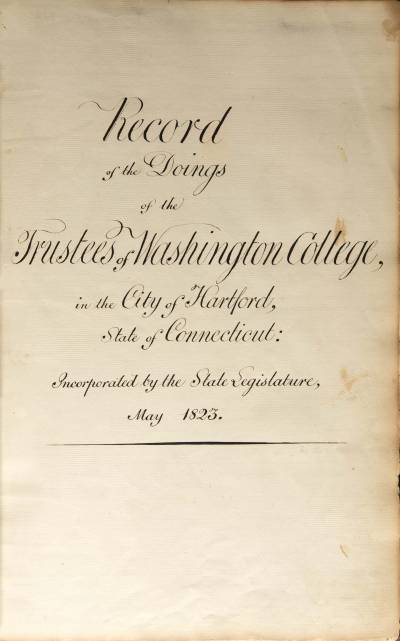 Record
of the Doings
of the
Trustees of Washington College,
in the City of Hartford,
State of Connecticut:
Incorporated by the State Legislature,
May 1823.